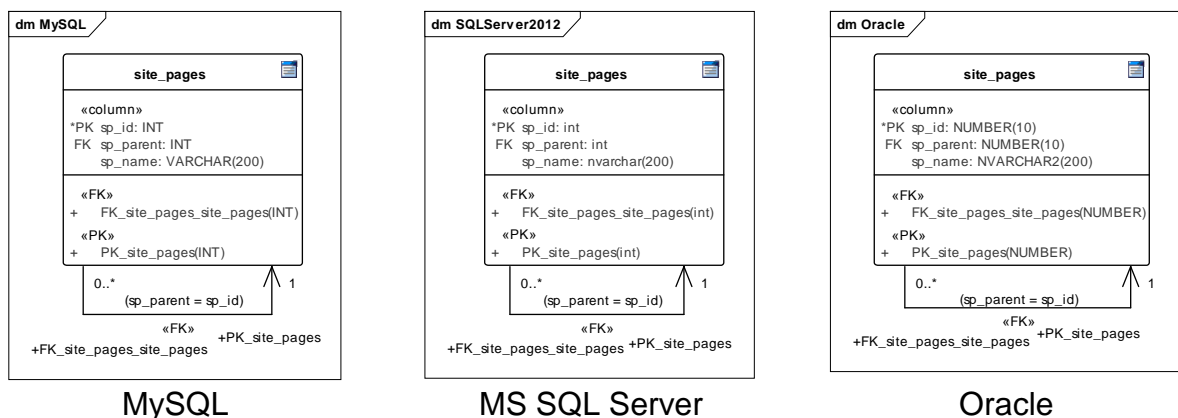 dm MySQL
site_pages
«column»
*PK sp_id: INT
FK sp_parent: INT
sp_name: VARCHAR(200)
«FK»
+ FK_site_pages_site_pages(INT)
«PK»
+ PK_site_pages(INT)
0..*
1
(sp_parent = sp_id)
«FK»
+PK_site_pages
+FK_site_pages_site_pages
MySQL
dm SQLServer2012
site_pages
«column»
*PK sp_id: int
FK sp_parent: int
sp_name: nvarchar(200)
«FK»
+ FK_site_pages_site_pages(int)
«PK»
+ PK_site_pages(int)
0..*
1
(sp_parent = sp_id)
«FK»
+PK_site_pages
+FK_site_pages_site_pages
MS SQL Server
dm Oracle
site_pages
«column»
*PK sp_id: NUMBER(10)
FK sp_parent: NUMBER(10)
sp_name: NVARCHAR2(200)
«FK»
+ FK_site_pages_site_pages(NUMBER)
«PK»
+ PK_site_pages(NUMBER)
0..*
1
(sp_parent = sp_id)
«FK»
+PK_site_pages
+FK_site_pages_site_pages
Oracle